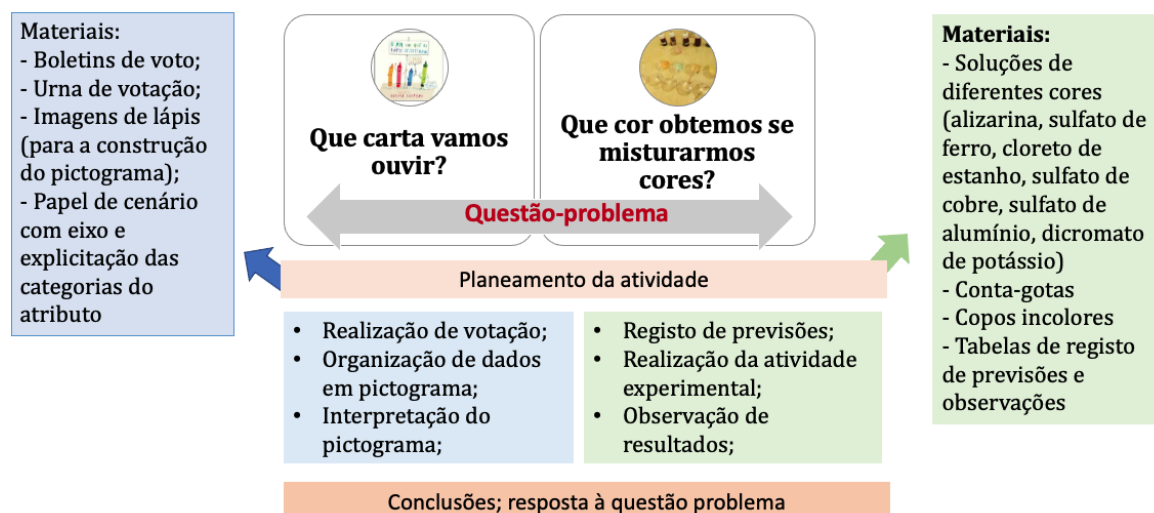 Materiais:
- Boletins de voto;
- Urna de votação;
- Imagens de lápis
(para a construção
do pictograma);
- Papel de cenário
com eixo e
explicitação das
categorias do
atributo
Que carta vamos
ouvir?
Que cor obtemos se
misturarmos
cores?
Questão-problema
Planeamento da atividade
• Realização de votação;
• Organização de dados
em pictograma;
• Interpretação do
pictograma;
• Registo de previsões;
• Realização da atividade
experimental;
• Observação de
resultados;
Conclusões; resposta à questão problema
Materiais:
- Soluções de
diferentes cores
(alizarina, sulfato de
ferro, cloreto de
estanho, sulfato de
cobre, sulfato de
alumínio, dicromato
de potássio)
- Conta-gotas
- Copos incolores
- Tabelas de registo
de previsões e
observações